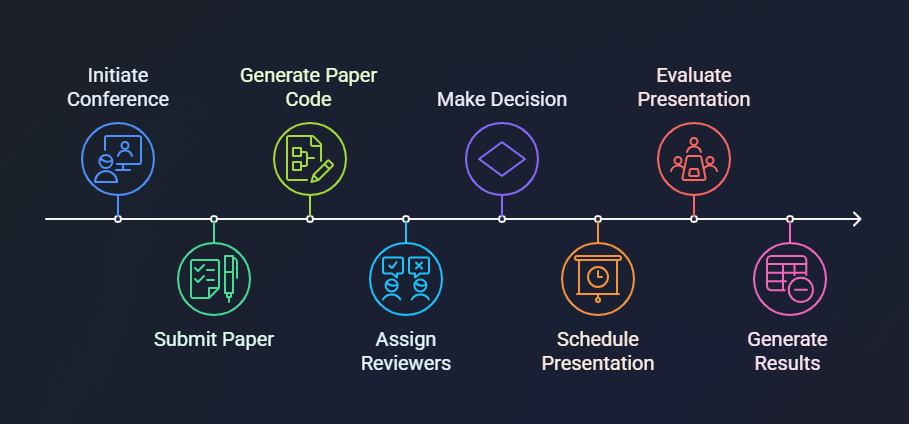 Initiate
Conference
Submit Paper
Generate Paper
Code
Assign
Reviewers
Make Decision
Schedule
Presentation
Evaluate
Presentation
Generate
Results